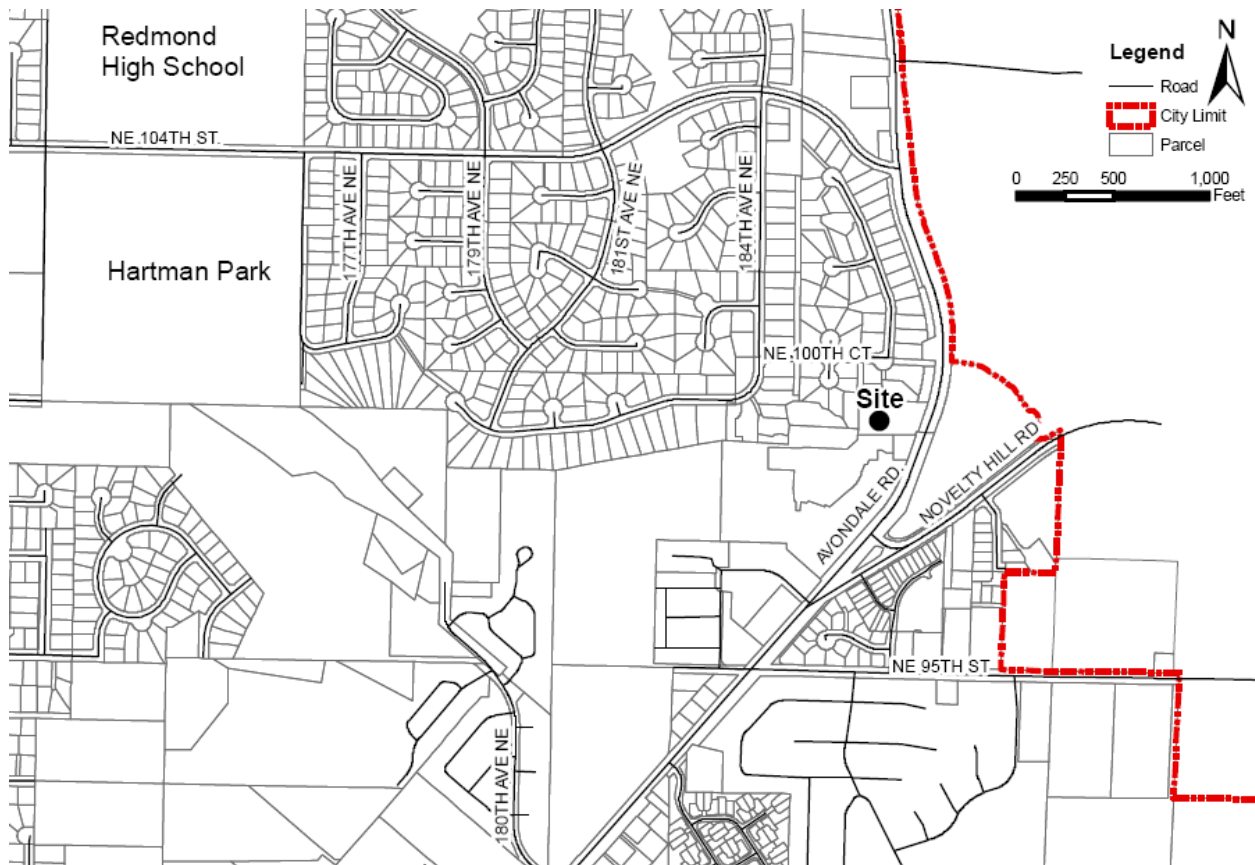 Redmond
High School
N
Legend
Road
City Limit
Parcel
0 250 500 1,000
Feet
NE 104TH ST.
177TH AVE NE
179TH AVE NE
181ST AVE NE
184TH AVE NE
Hartman Park
NE 100TH CT.
Site
AVONDALE RD.
NOVELTY HILL RD
NE 95TH ST
180TH AVE NE